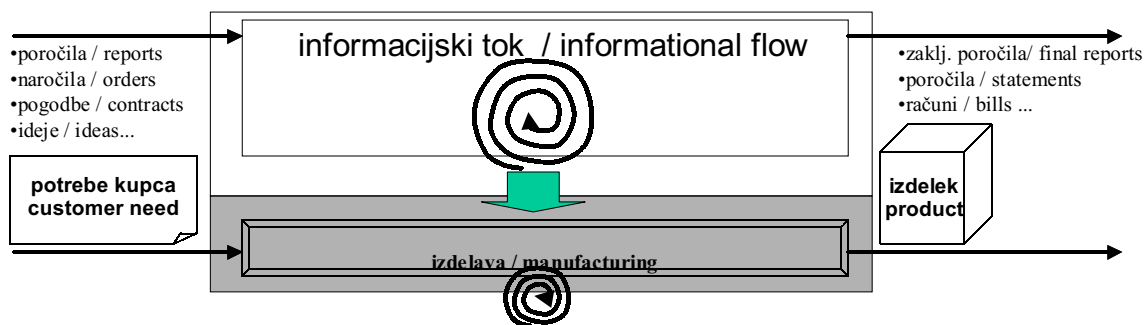 informacijski tok / informational flow
•poročila / reports
•naročila / orders
•pogodbe / contracts
•ideje / ideas...
•zaklj. poročila/ final reports
•poročila / statements
•računi / bills ...
potrebe kupca
customer need
izdelek
product
izdelava / manufacturing